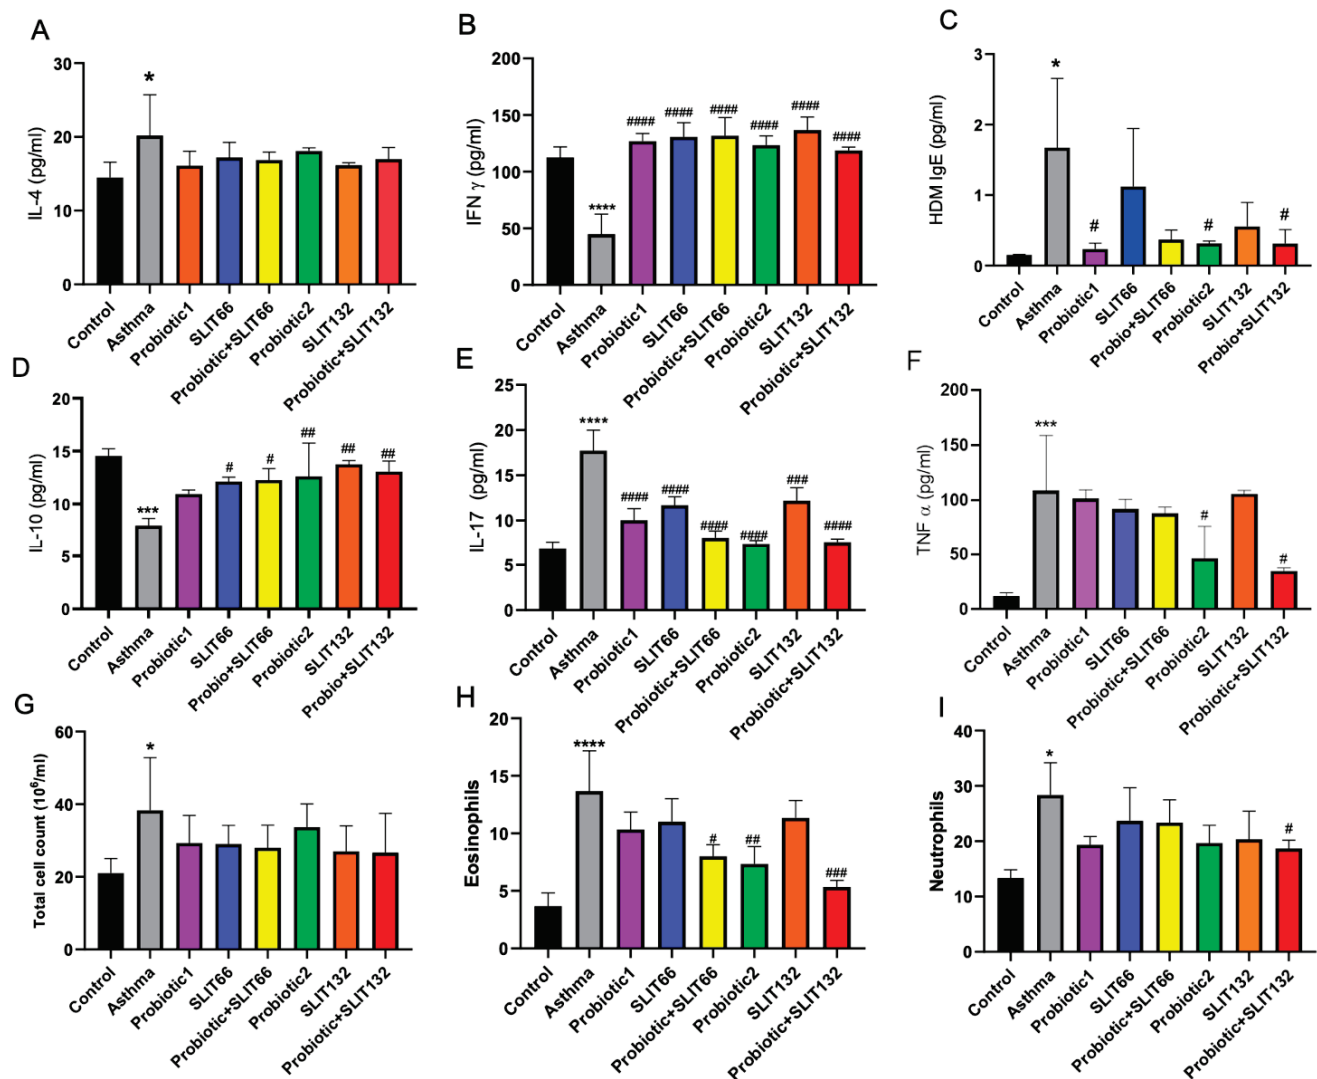 A
IL-4 (pg/ml)
30
20
10
0
*
Control
Asthma
Probiotic1
SLIT66
Probiotic+SLIT66
Probiotic2
SLIT132
Probiotic+SLIT132
B
IFN γ (pg/ml)
200
150
100
50
0
****
####
####
####
####
####
####
Control
Asthma
Probiotic1
SLIT66
Probiotic+SLIT66
Probiotic2
SLIT132
Probiotic+SLIT132
C
HDM IgE (pg/ml)
3
2
1
0
*
#
#
#
Control
Asthma
Probiotic1
SLIT66
Probio+SLIT66
Probiotic2
SLIT132
Probio+SLIT132
D
IL-10 (pg/ml)
20
15
10
5
0
***
#
#
##
##
##
Control
Asthma
Probiotic1
SLIT66
Probio+SLIT66
Probiotic2
SLIT132
Probio+SLIT132
E
IL-17 (pg/ml)
25
20
15
10
5
0
****
####
####
####
####
###
####
Control
Asthma
Probiotic1
SLIT66
Probiotic+SLIT66
Probiotic2
SLIT132
Probiotic+SLIT132
F
TNF α (pg/ml)
200
150
100
50
0
***
#
#
Control
Asthma
Probiotic1
SLIT66
Probiotic+SLIT66
Probiotic2
SLIT132
Probiotic+SLIT132
G
Total cell count (10⁶/ml)
60
40
20
0
*
Control
Asthma
Probiotic1
SLIT66
Probiotic+SLIT66
Probiotic2
SLIT132
Probiotic+SLIT132
H
Eosinophils
20
15
10
5
0
****
#
##
###
Control
Asthma
Probiotic1
SLIT66
Probiotic+SLIT66
Probiotic2
SLIT132
Probiotic+SLIT132
I
Neutrophils
40
30
20
10
0
*
#
Control
Asthma
Probiotic1
SLIT66
Probiotic+SLIT66
Probiotic2
SLIT132
Probiotic+SLIT132